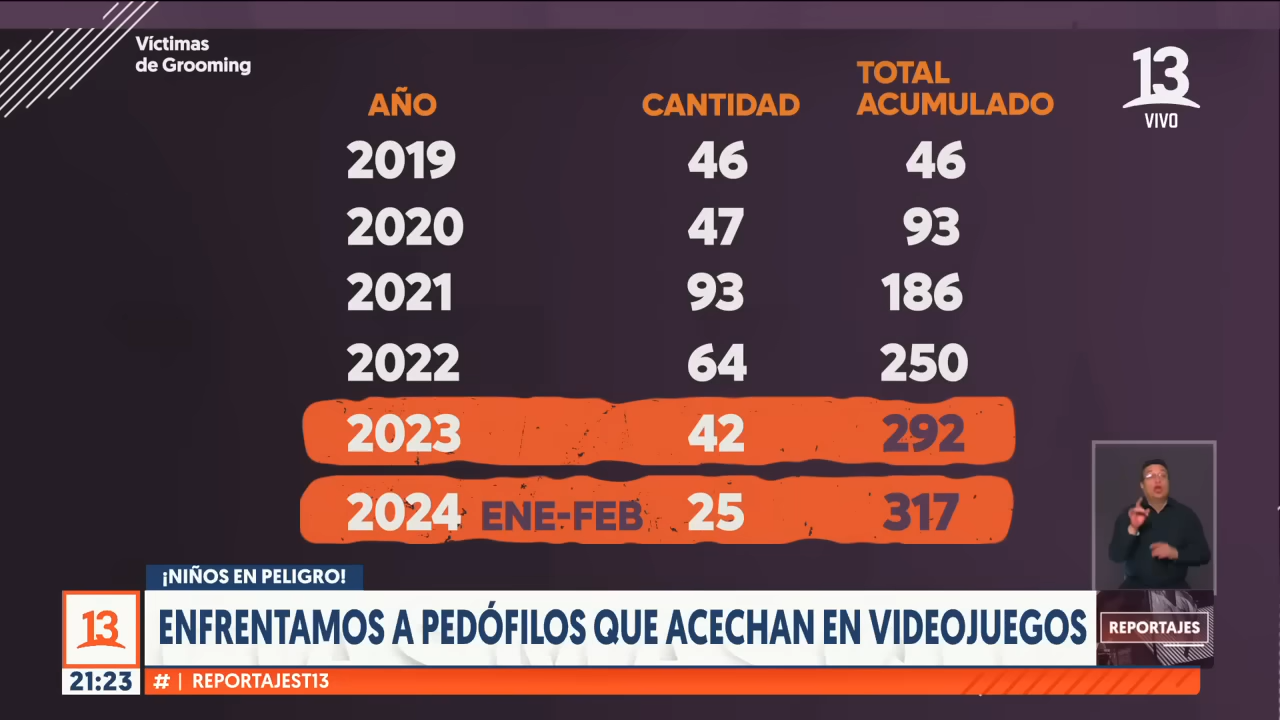 Víctimas
de Grooming
AÑO CANTIDAD TOTAL ACUMULADO
2019 46 46
2020 47 93
2021 93 186
2022 64 250
2023 42 292
2024 ENE-FEB 25 317
13
VIVO
¡NIÑOS EN PELIGRO!
13 ENFRENTAMOS A PEDÓFILOS QUE ACECHAN EN VIDEOJUEGOS
REPORTAJES
21:23 # | REPORTAJEST13